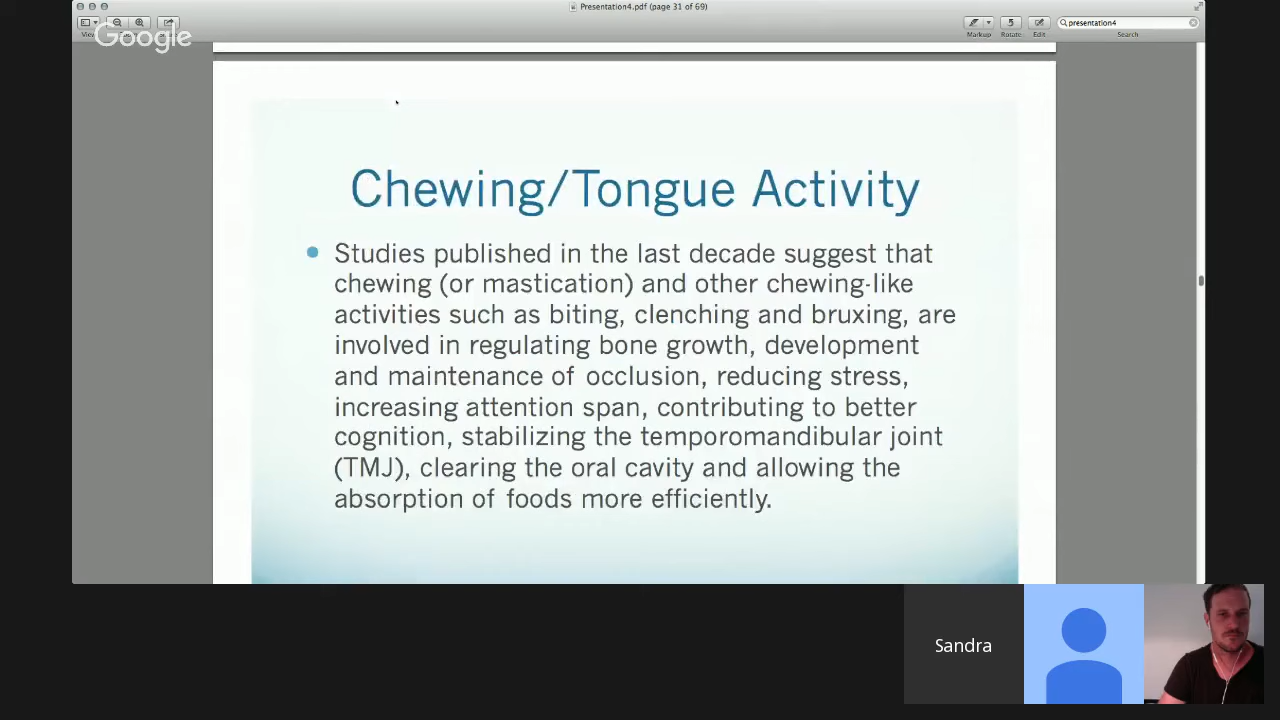 Presentation4.pdf (page 31 of 69)
View
Google
Markup
Rotate
Edit
presentation4
Search
Chewing/Tongue Activity
Studies published in the last decade suggest that
chewing (or mastication) and other chewing-like
activities such as biting, clenching and bruxing, are
involved in regulating bone growth, development
and maintenance of occlusion, reducing stress,
increasing attention span, contributing to better
cognition, stabilizing the temporomandibular joint
(TMJ), clearing the oral cavity and allowing the
absorption of foods more efficiently.
Sandra